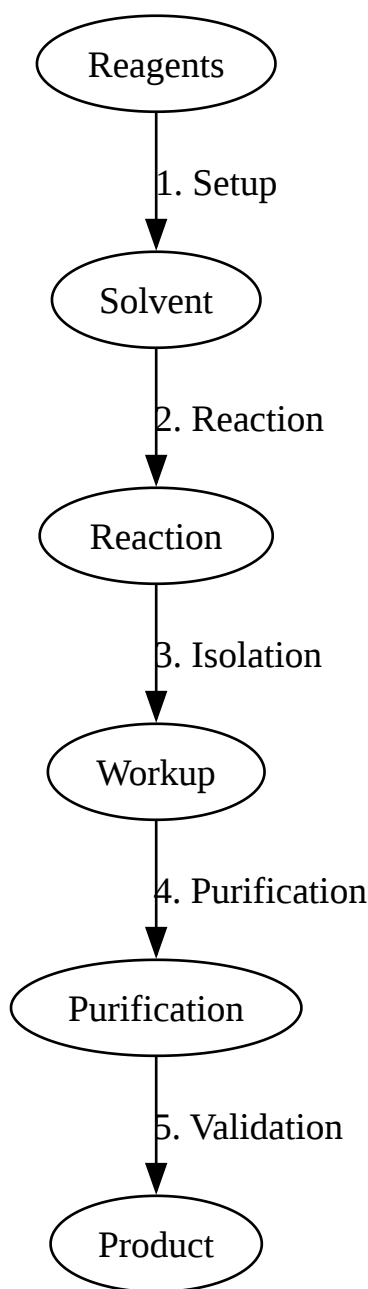 Reagents
1. Setup
Solvent
2. Reaction
Reaction
3. Isolation
Workup
4. Purification
Purification
5. Validation
Product